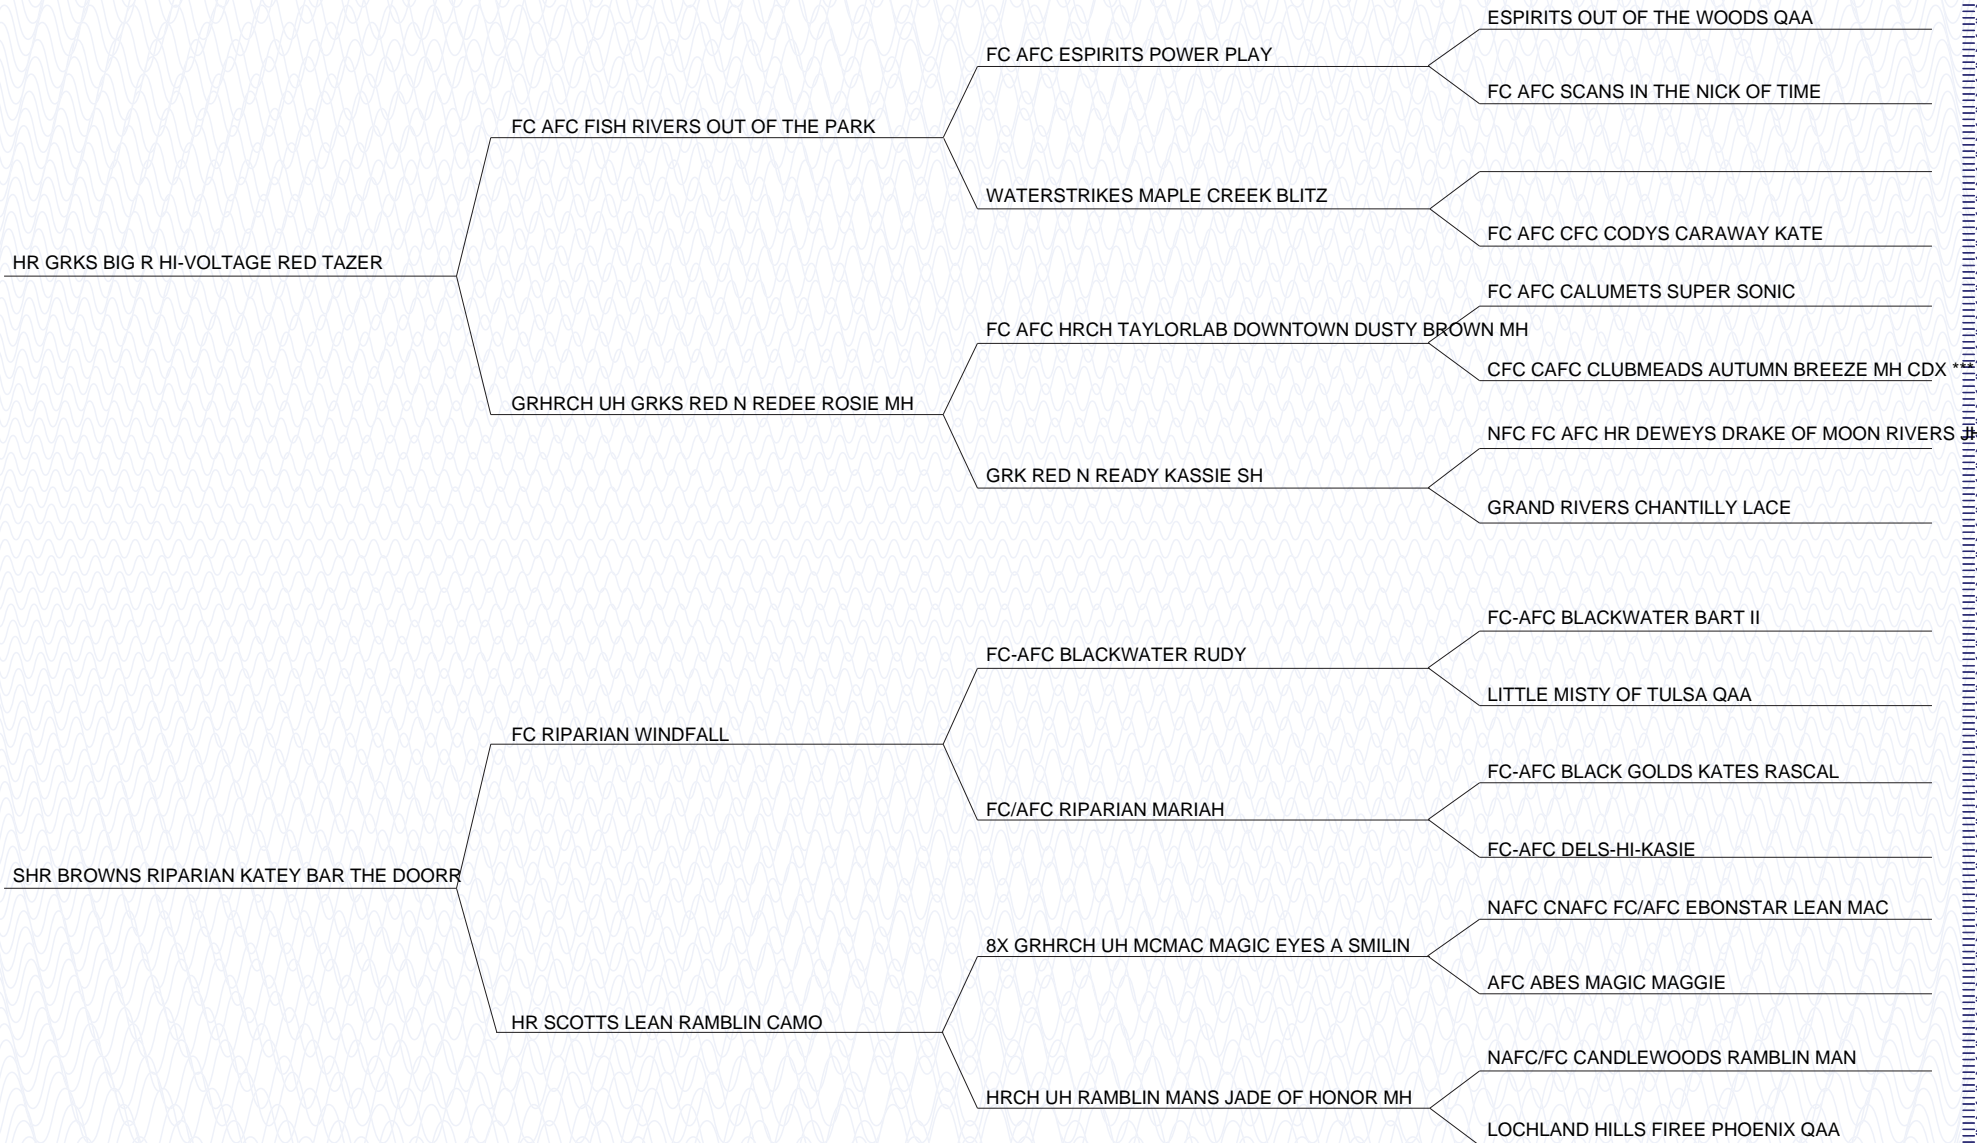 ESPIRITS OUT OF THE WOODS QAA
FC AFC ESPIRITS POWER PLAY
FC AFC SCANS IN THE NICK OF TIME
FC AFC FISH RIVERS OUT OF THE PARK
WATERSTRIKES MAPLE CREEK BLITZ
FC AFC CFC CODYS CARAWAY KATE
HR GRKS BIG R HI-VOLTAGE RED TAZER
FC AFC CALUMETS SUPER SONIC
FC AFC HRCH TAYLORLAB DOWNTOWN DUSTY BROWN MH
CFC CAFC CLUBMEADS AUTUMN BREEZE MH CDX ***
GRHRCH UH GRKS RED N REDEE ROSIE MH
NFC FC AFC HR DEWEYS DRAKE OF MOON RIVERS
GRK RED N READY KASSIE SH
GRAND RIVERS CHANTILLY LACE
FC-AFC BLACKWATER BART II
FC-AFC BLACKWATER RUDY
LITTLE MISTY OF TULSA QAA
FC RIPARIAN WINDFALL
FC-AFC BLACK GOLDS KATES RASCAL
FC/AFC RIPARIAN MARIAH
FC-AFC DELS-HI-KASIE
SHR BROWNS RIPARIAN KATEY BAR THE DOORR
NAFC CNAFC FC/AFC EBONSTAR LEAN MAC
8X GRHRCH UH MCMAC MAGIC EYES A SMILIN
AFC ABES MAGIC MAGGIE
HR SCOTTS LEAN RAMBLIN CAMO
NAFC/FC CANDLEWOODS RAMBLIN MAN
HRCH UH RAMBLIN MANS JADE OF HONOR MH
LOCHLAND HILLS FIREE PHOENIX QAA